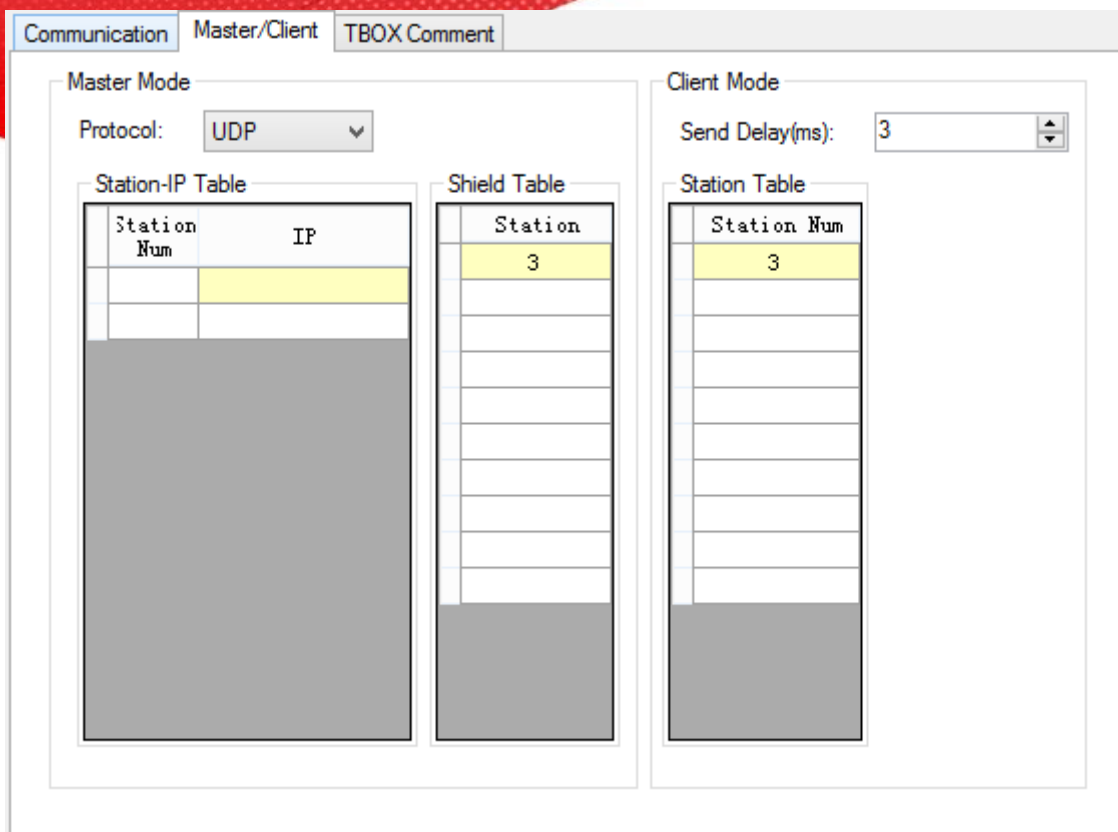 Communication
Master/Client
TBOX Comment
Master Mode
Protocol: UDP
Station-IP Table
Station Num
IP
Shield Table
Station
3
Client Mode
Send Delay(ms): 3
Station Table
Station Num
3